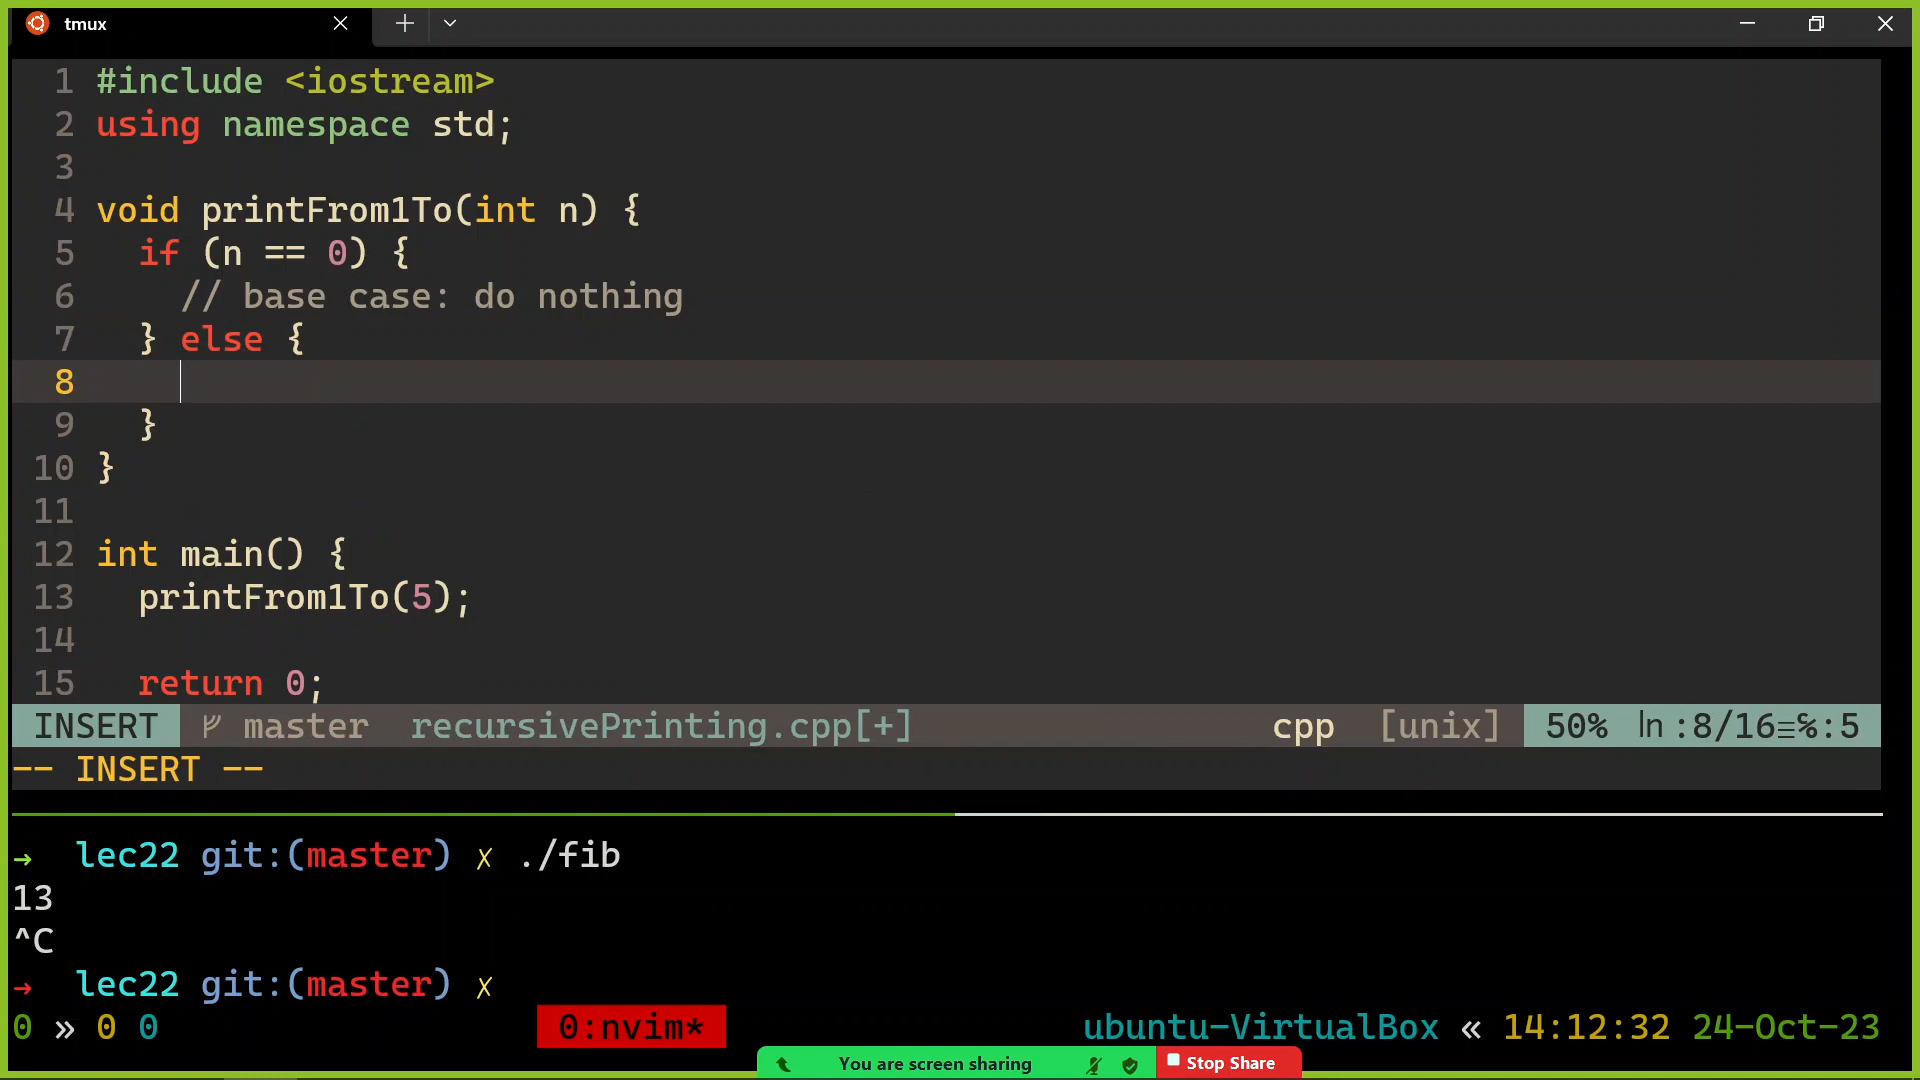 tmux
1 #include <iostream>
2 using namespace std;
3
4 void printFrom1To(int n) {
5 if (n == 0) {
6 // base case: do nothing
7 } else {
8
9 }
10 }
11
12 int main() {
13 printFrom1To(5);
14
15 return 0;
INSERT master recursivePrinting.cpp[+] cpp [unix] 50% ln :8/16≡%:5
-- INSERT --
→ lec22 git:(master) ✗ ./fib
13
^C
→ lec22 git:(master) ✗
0 » 0 0 0:nvim* ubuntu-VirtualBox « 14:12:32 24-Oct-23
You are screen sharing Stop Share